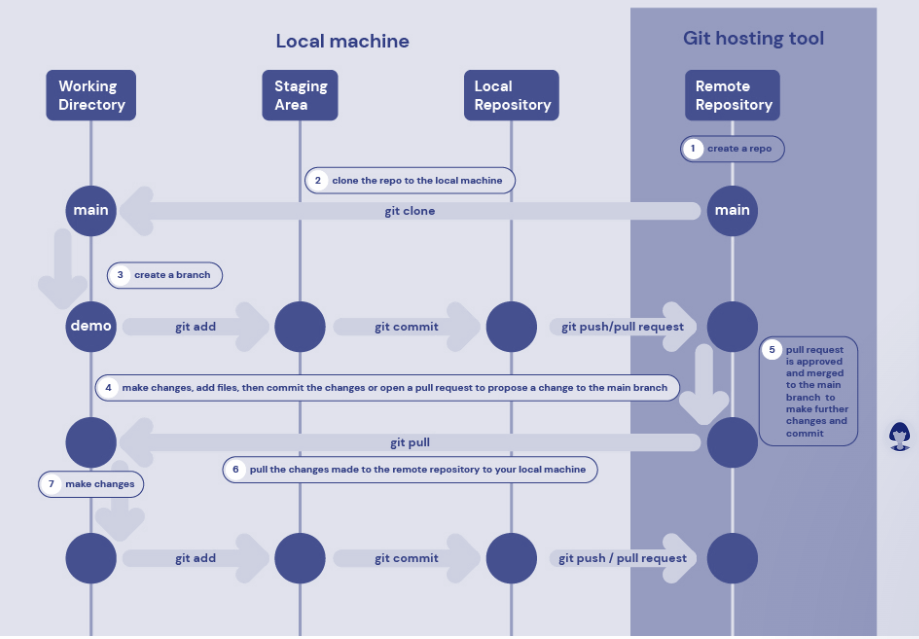 Local machine
Git hosting tool
Working
Directory
Staging
Area
Local
Repository
Remote
Repository
1 create a repo
2 clone the repo to the local machine
main
git clone
main
3 create a branch
demo
git add
git commit
git push/pull request
5 pull request
is approved
and merged
to the main
branch to
make further
changes and
commit
4 make changes, add files, then commit the changes or open a pull request to propose a change to the main branch
git pull
6 pull the changes made to the remote repository to your local machine
7 make changes
git add
git commit
git push / pull request